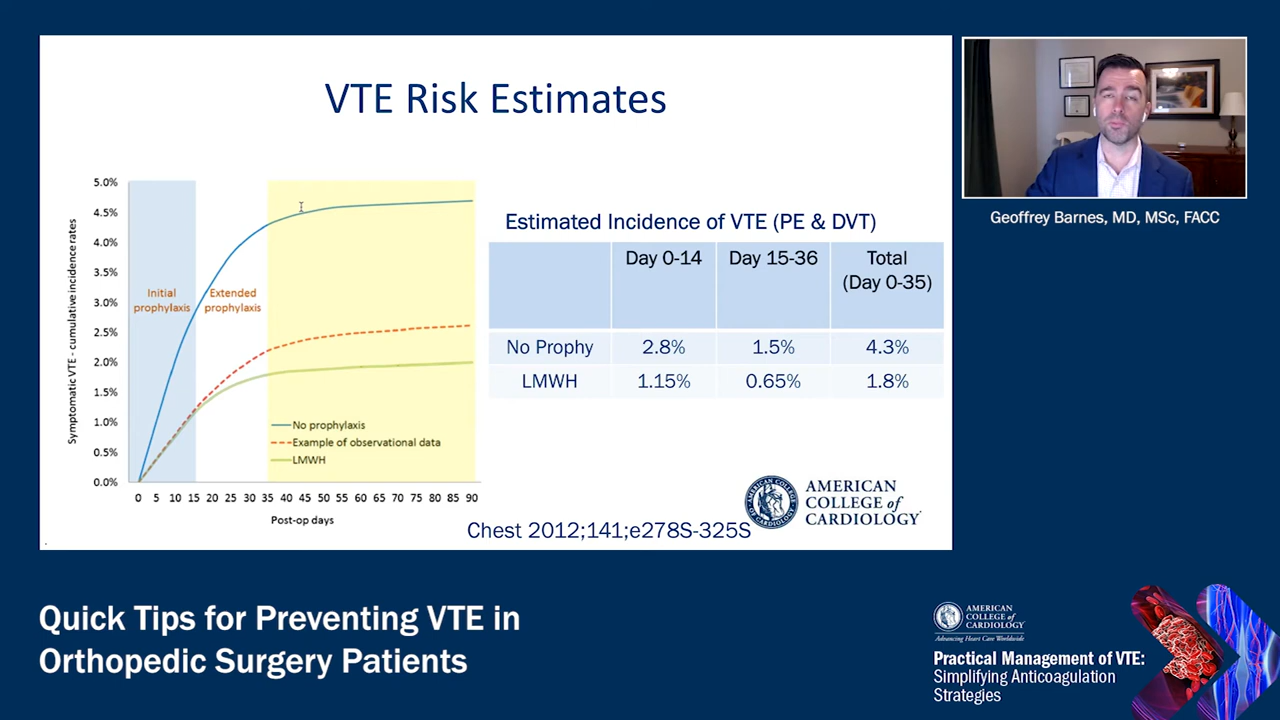 VTE Risk Estimates
5.0%
4.5%
4.0%
3.5%
3.0%
2.5%
2.0%
1.5%
1.0%
0.5%
0.0%
Symptomatic VTE - cumulative incidence rates
Initial
prophylaxis
Extended
prophylaxis
No prophylaxis
Example of observational data
LMWH
0 5 10 15 20 25 30 35 40 45 50 55 60 65 70 75 80 85 90
Post-op days
Estimated Incidence of VTE (PE & DVT)
Day 0-14 Day 15-36 Total
(Day 0-35)
No Prophy 2.8% 1.5% 4.3%
LMWH 1.15% 0.65% 1.8%
AMERICAN
COLLEGE of
CARDIOLOGY
Chest 2012;141;e278S-325S
Geoffrey Barnes, MD, MSc, FACC
Quick Tips for Preventing VTE in
Orthopedic Surgery Patients
AMERICAN
COLLEGE of
CARDIOLOGY
Advancing Heart Care Worldwide
Practical Management of VTE:
Simplifying Anticoagulation
Strategies